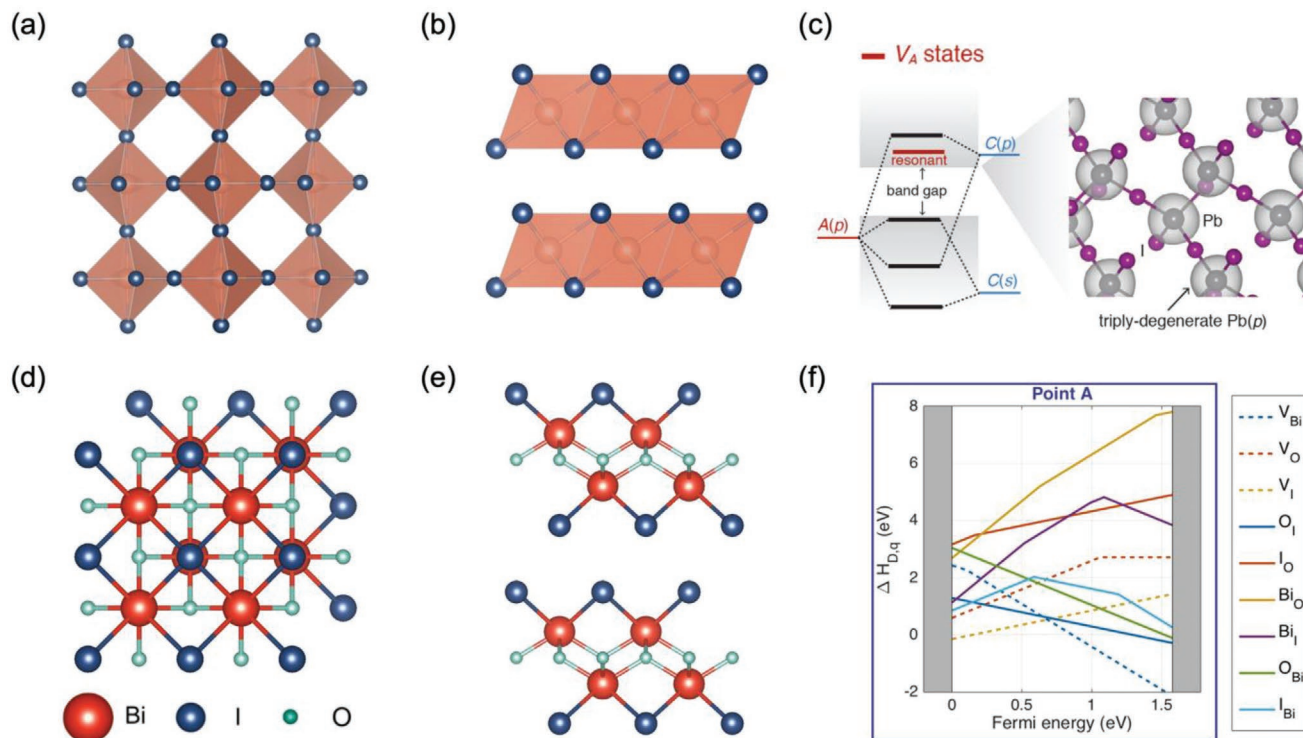 (a)
(b)
(c)
V_A states
C(p)
resonant
band gap
A(p)
C(s)
Pb
I
triply-degenerate Pb(p)
(d)
(e)
(f)
Bi
I
O
Point A
8
6
4
2
0
-2
Δ H_D,q (eV)
0
0.5
1
1.5
Fermi energy (eV)
V_Bi
V_O
V_I
O_I
I_O
Bi_O
Bi_I
O_Bi
I_Bi